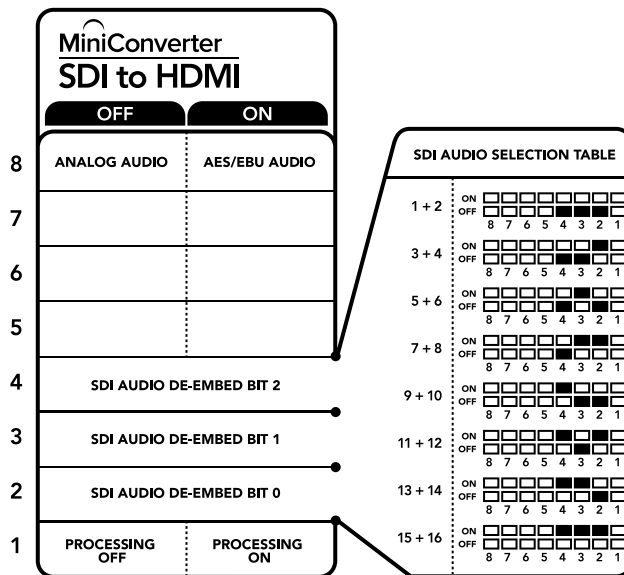 MiniConverter
SDI to HDMI
OFF ON
8 ANALOG AUDIO AES/EBU AUDIO
7
6
5
4 SDI AUDIO DE-EMBED BIT 2
3 SDI AUDIO DE-EMBED BIT 1
2 SDI AUDIO DE-EMBED BIT 0
1 PROCESSING OFF PROCESSING ON
SDI AUDIO SELECTION TABLE
1 + 2 ON
OFF
8 7 6 5 4 3 2 1
3 + 4 ON
OFF
8 7 6 5 4 3 2 1
5 + 6 ON
OFF
8 7 6 5 4 3 2 1
7 + 8 ON
OFF
8 7 6 5 4 3 2 1
9 + 10 ON
OFF
8 7 6 5 4 3 2 1
11 + 12 ON
OFF
8 7 6 5 4 3 2 1
13 + 14 ON
OFF
8 7 6 5 4 3 2 1
15 + 16 ON
OFF
8 7 6 5 4 3 2 1